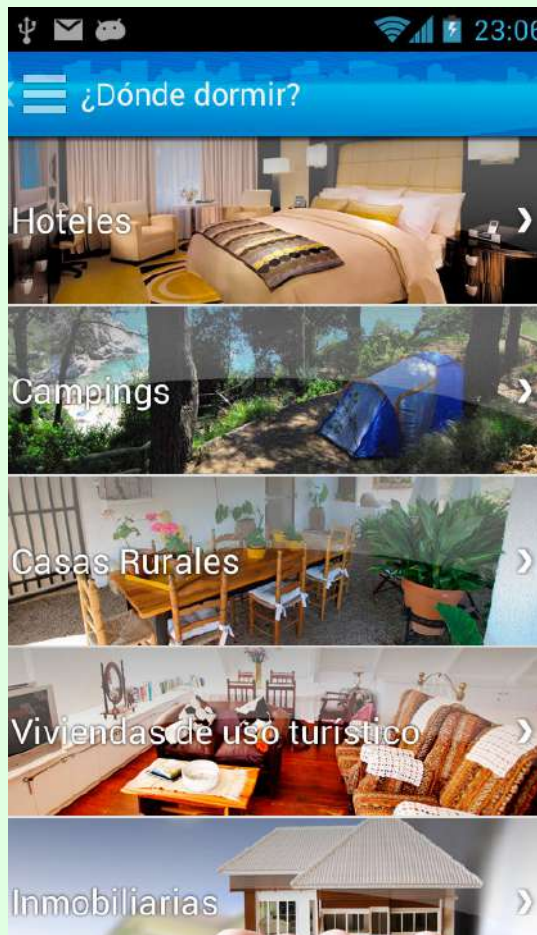 23:06
¿Dónde dormir?
Hoteles
Campings
Casas Rurales
Viviendas de uso turístico
Inmobiliarias